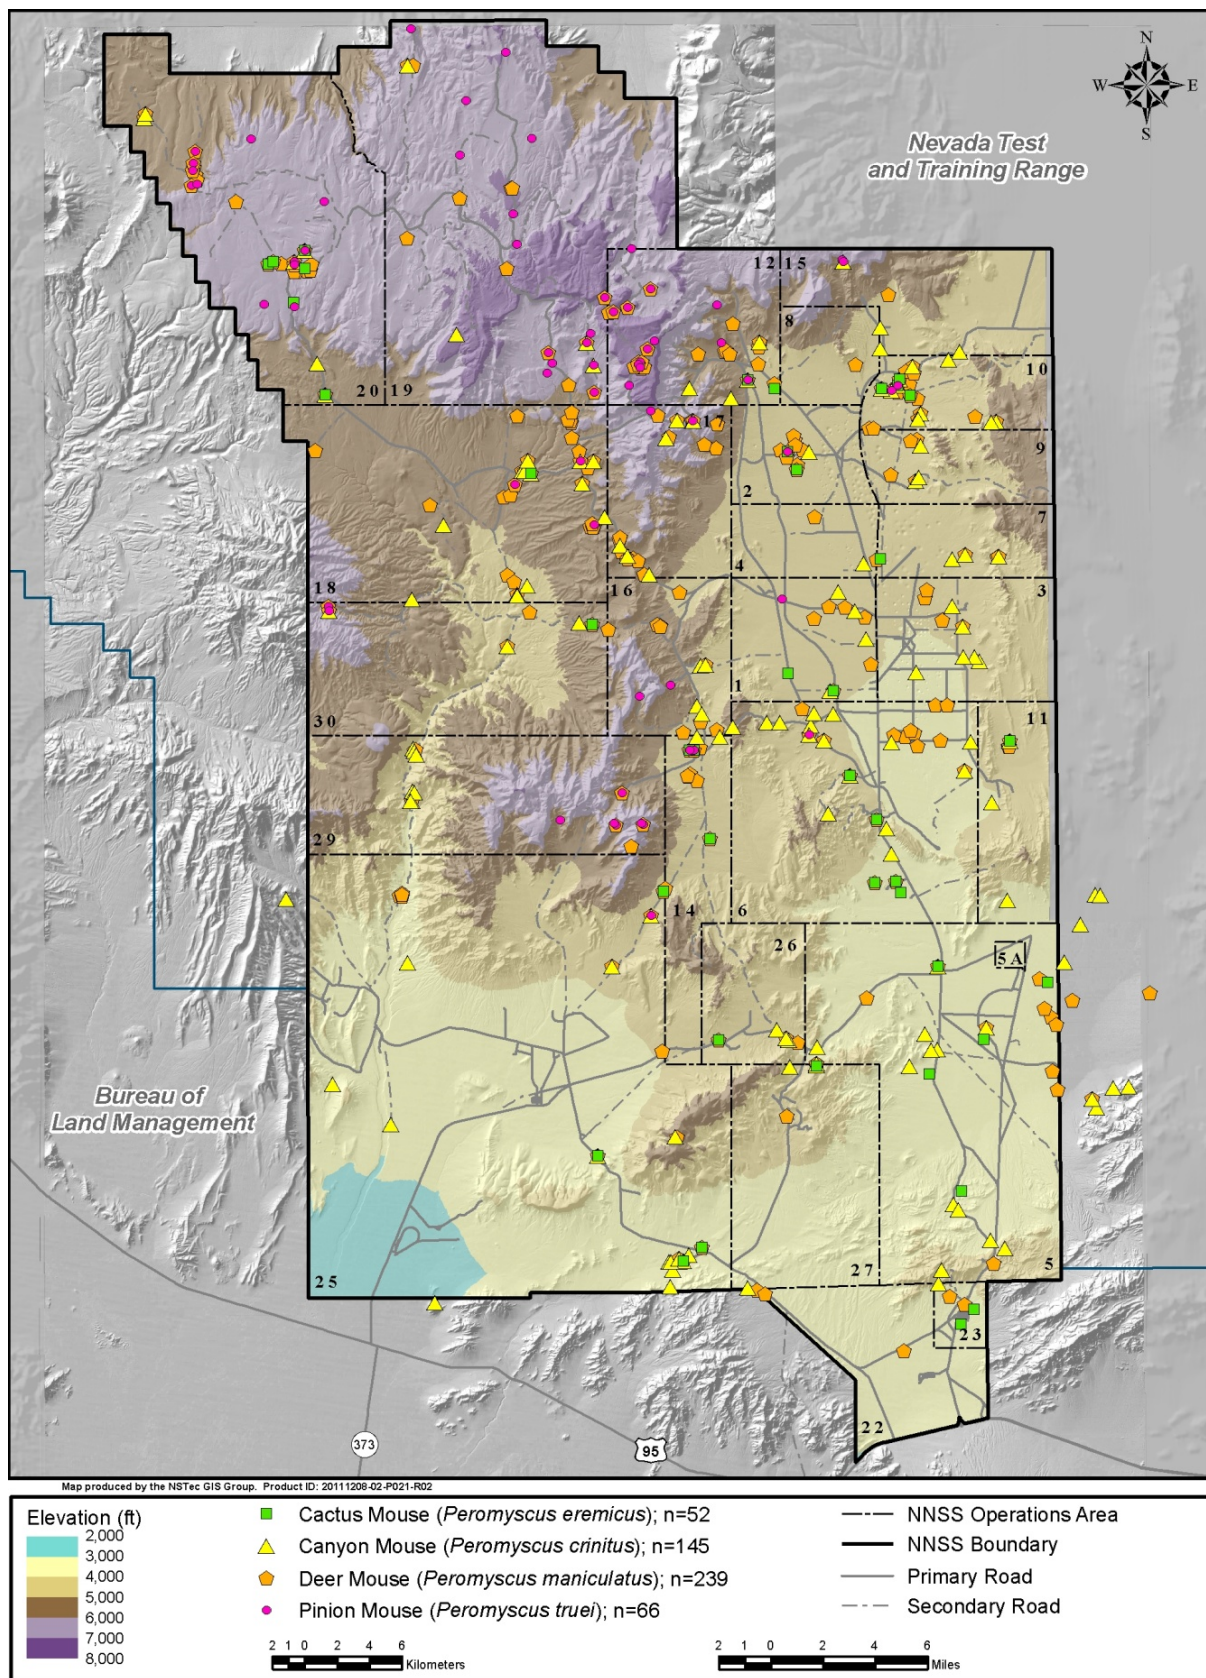 N
W E
S
Nevada Test
and Training Range
12 15
8
10
20 19
17
9
2
7
4
18
16
3
1
30
11
29
14
6
26
5A
Bureau of
Land Management
25
27
5
23
22
373
95
Map produced by the NSTec GIS Group. Product ID: 20111208-02-P021-R02
Elevation (ft)
2,000
3,000
4,000
5,000
6,000
7,000
8,000
Cactus Mouse (Peromyscus eremicus); n=52
Canyon Mouse (Peromyscus crinitus); n=145
Deer Mouse (Peromyscus maniculatus); n=239
Pinion Mouse (Peromyscus truei); n=66
NNSS Operations Area
NNSS Boundary
Primary Road
Secondary Road
2 1 0 2 4 6
Kilometers
2 1 0 2 4 6
Miles